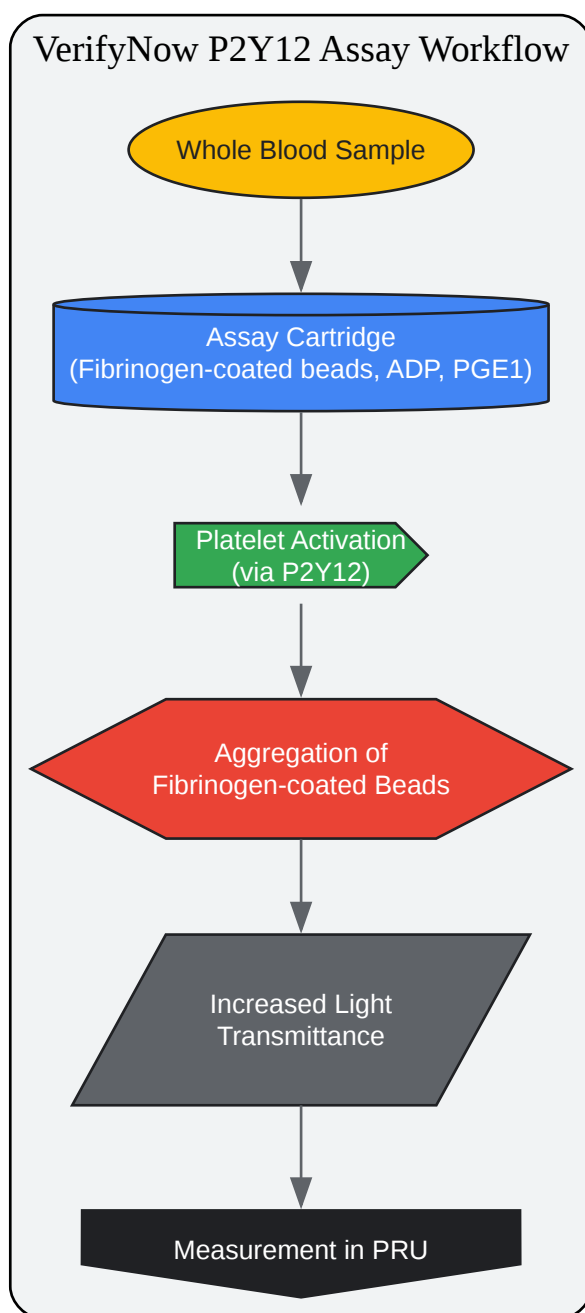 VerifyNow P2Y12 Assay Workflow
Whole Blood Sample
Assay Cartridge
(Fibrinogen-coated beads, ADP, PGE1)
Platelet Activation
(via P2Y12)
Aggregation of
Fibrinogen-coated Beads
Increased Light
Transmittance
Measurement in PRU